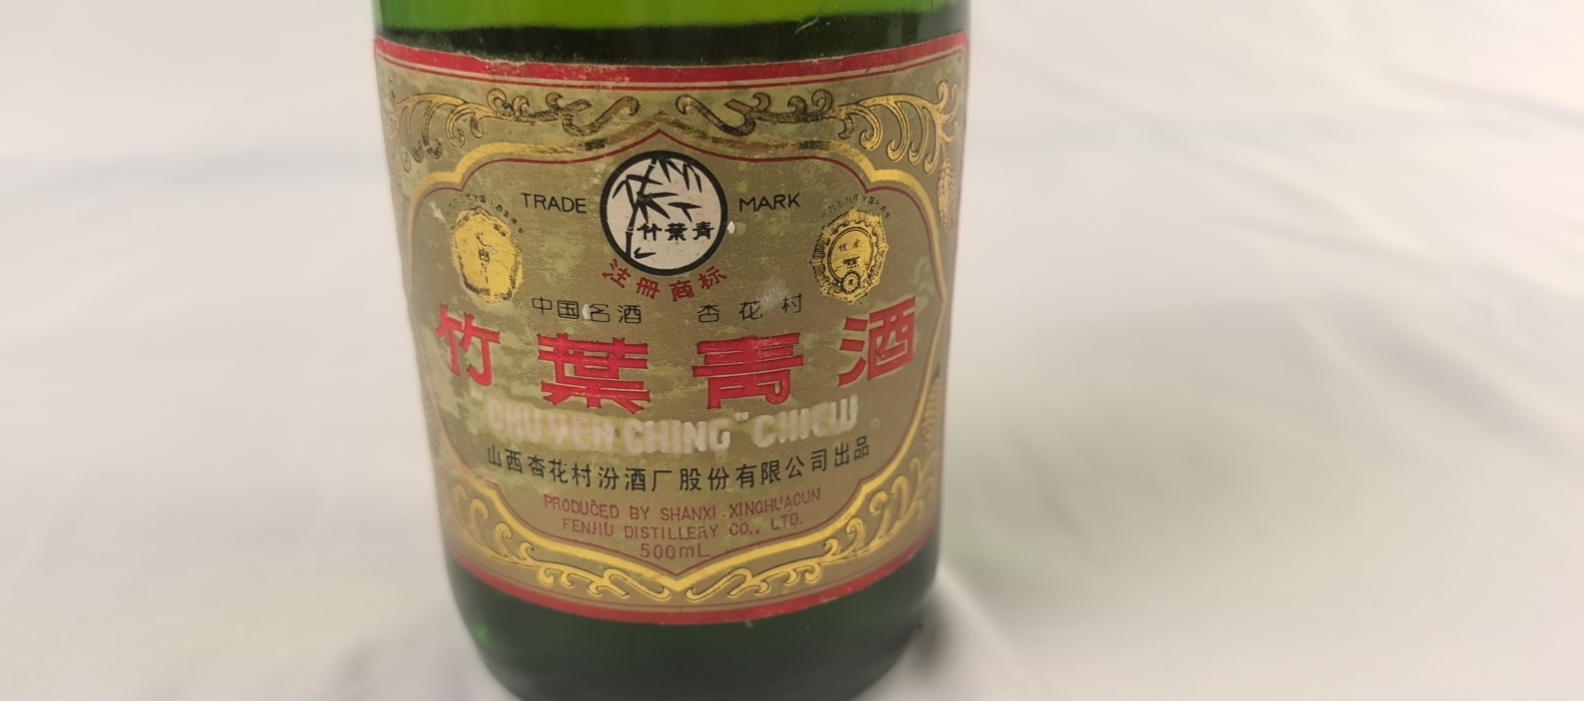 TRADE MARK
竹葉青
注册商标
中国名酒 杏花村
竹葉青酒
"CHU YEH CHING" CHIEW
山西杏花村汾酒厂股份有限公司出品
PRODUCED BY SHANXI XINGHUACUN
FENJIU DISTILLERY CO., LTD.
500mL